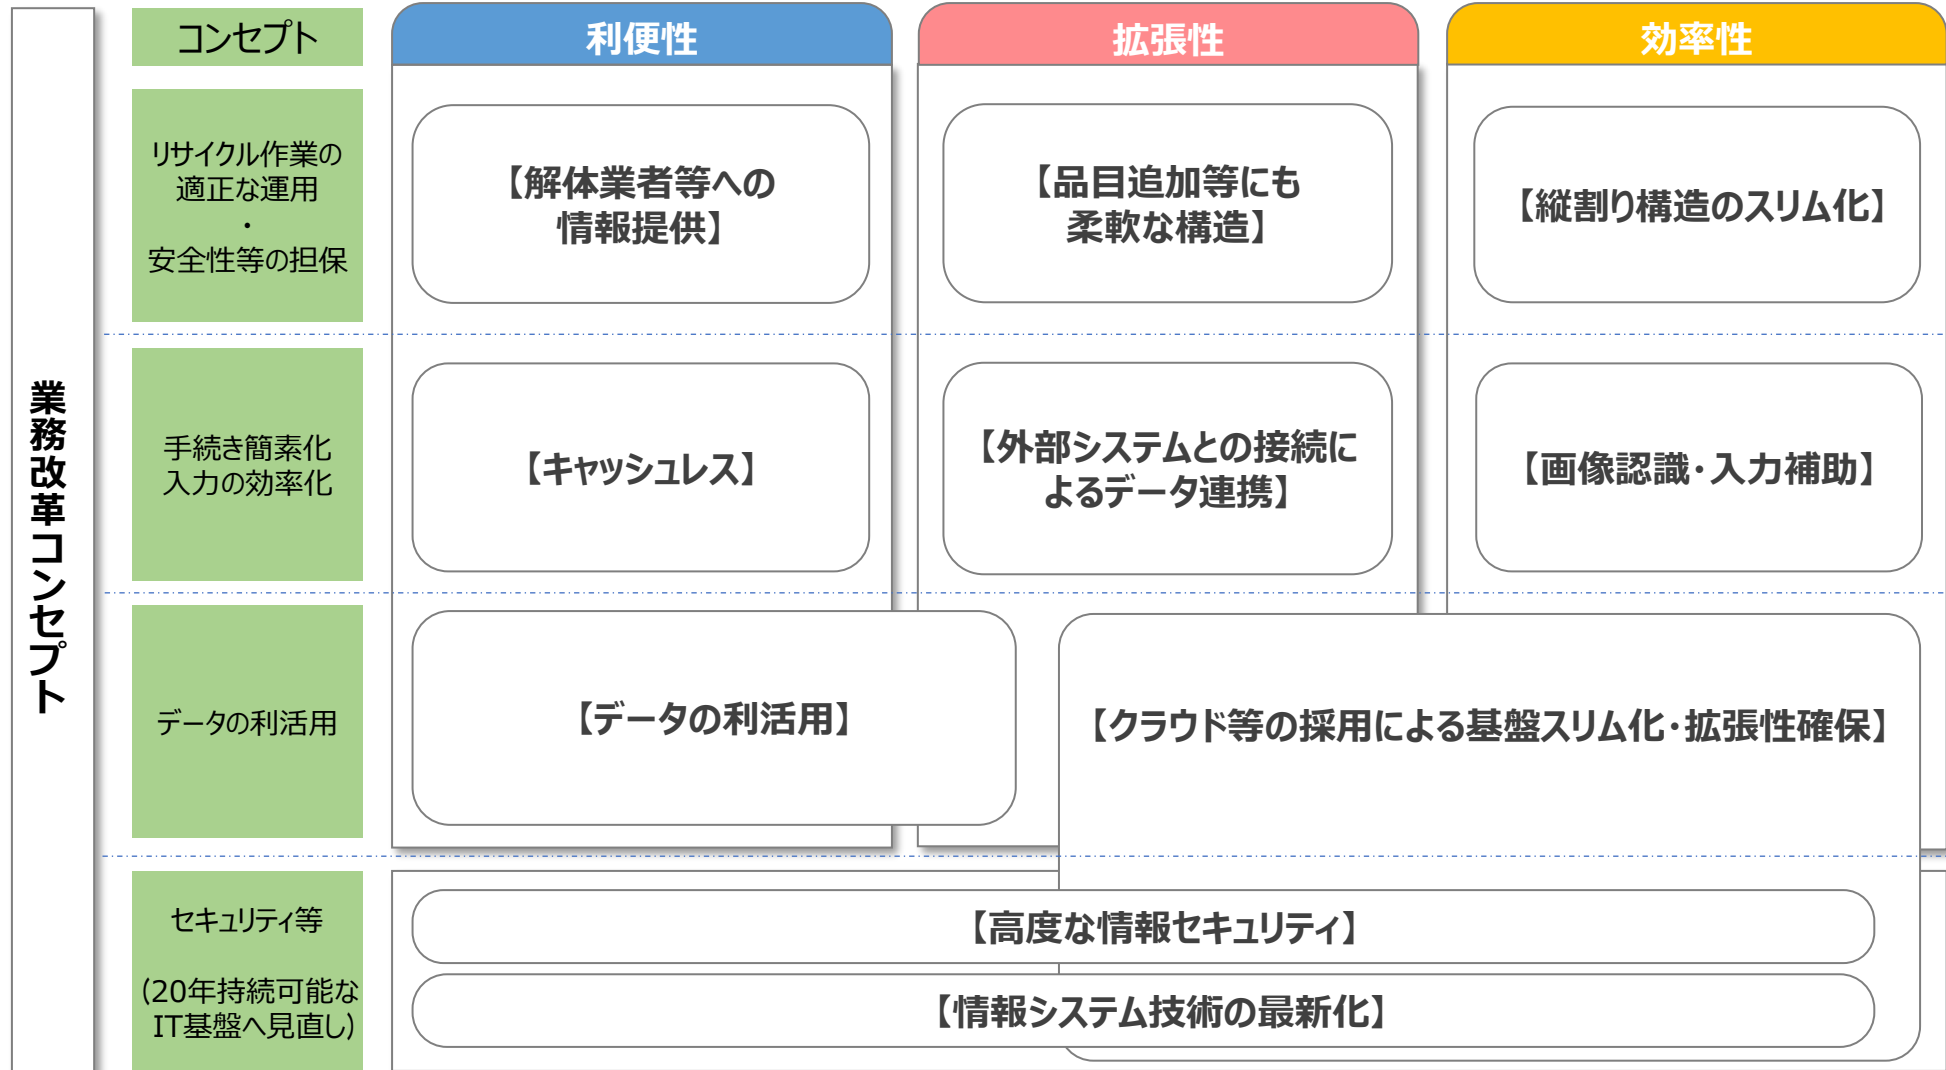 業務改革コンセプト
コンセプト
利便性
拡張性
効率性
リサイクル作業の
適正な運用
・
安全性等の担保
【解体業者等への
情報提供】
【品目追加等にも
柔軟な構造】
【縦割り構造のスリム化】
手続き簡素化
入力の効率化
【キャッシュレス】
【外部システムとの接続に
よるデータ連携】
【画像認識・入力補助】
データの利活用
【データの利活用】
【クラウド等の採用による基盤スリム化・拡張性確保】
セキュリティ等
(20年持続可能な
IT基盤へ見直し)
【高度な情報セキュリティ】
【情報システム技術の最新化】